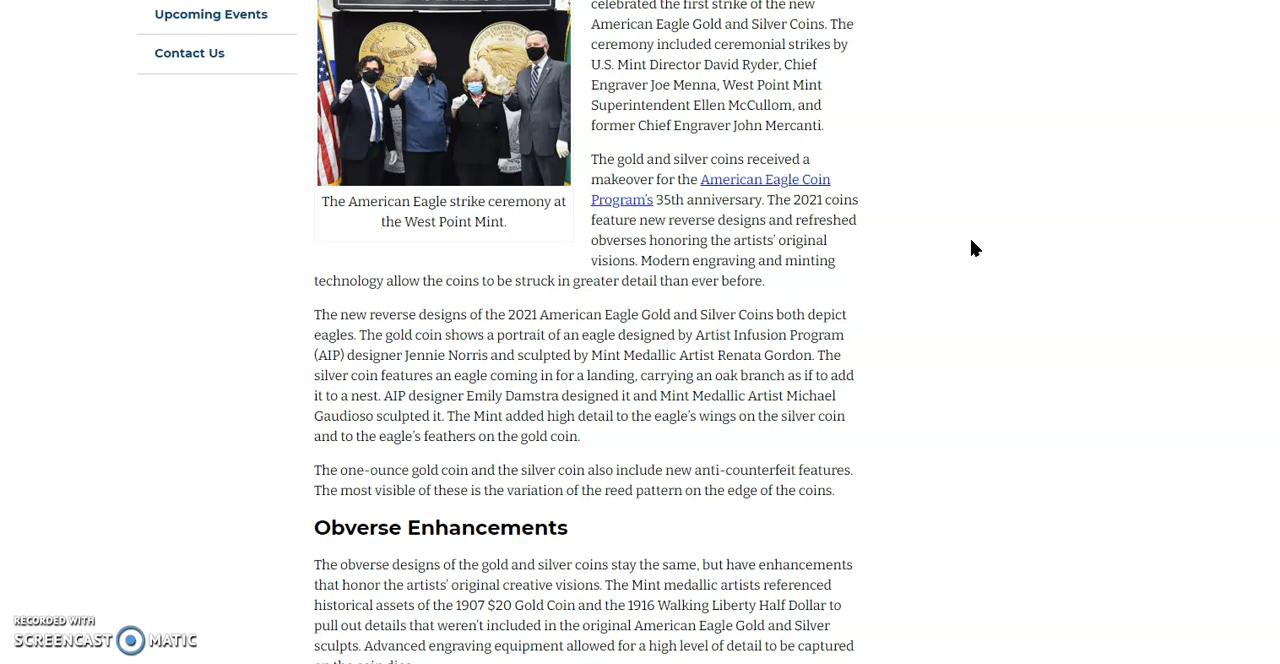 Upcoming Events
Contact Us
The American Eagle strike ceremony at
the West Point Mint.
celebrated the first strike of the new
American Eagle Gold and Silver Coins. The
ceremony included ceremonial strikes by
U.S. Mint Director David Ryder, Chief
Engraver Joe Menna, West Point Mint
Superintendent Ellen McCullom, and
former Chief Engraver John Mercanti.
The gold and silver coins received a
makeover for the American Eagle Coin
Program's 35th anniversary. The 2021 coins
feature new reverse designs and refreshed
obverses honoring the artists' original
visions. Modern engraving and minting
technology allow the coins to be struck in greater detail than ever before.
The new reverse designs of the 2021 American Eagle Gold and Silver Coins both depict
eagles. The gold coin shows a portrait of an eagle designed by Artist Infusion Program
(AIP) designer Jennie Norris and sculpted by Mint Medallic Artist Renata Gordon. The
silver coin features an eagle coming in for a landing, carrying an oak branch as if to add
it to a nest. AIP designer Emily Damstra designed it and Mint Medallic Artist Michael
Gaudioso sculpted it. The Mint added high detail to the eagle's wings on the silver coin
and to the eagle's feathers on the gold coin.
The one-ounce gold coin and the silver coin also include new anti-counterfeit features.
The most visible of these is the variation of the reed pattern on the edge of the coins.
Obverse Enhancements
The obverse designs of the gold and silver coins stay the same, but have enhancements
that honor the artists' original creative visions. The Mint medallic artists referenced
historical assets of the 1907 $20 Gold Coin and the 1916 Walking Liberty Half Dollar to
pull out details that weren't included in the original American Eagle Gold and Silver
sculpts. Advanced engraving equipment allowed for a high level of detail to be captured
RECORDED WITH
SCREENCAST MATIC